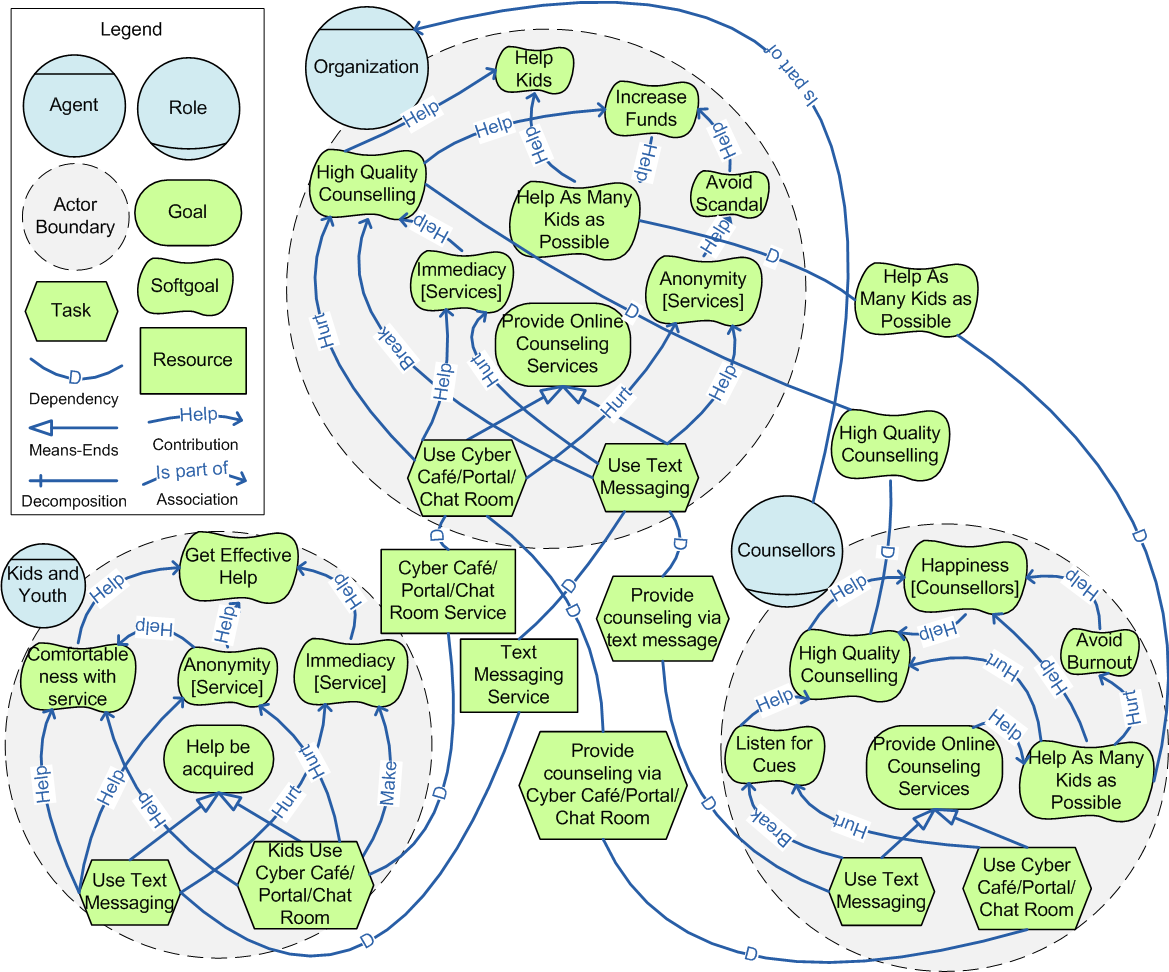 Legend
Agent
Role
Actor
Boundary
Goal
Softgoal
Task
Resource
D
Dependency
Help
Contribution
Means-Ends
Is part of
Decomposition
Association
Organization
Is part of
Help
Kids
Increase
Funds
Help
Help
Help
Help
Help
High Quality
Counselling
Help As Many
Kids as
Possible
Avoid
Scandal
Help
Help
Immediacy
[Services]
Anonymity
[Services]
D
D
Provide Online
Counseling
Services
Hurt
Break
Help
Hurt
Hurt
Help
Use Cyber
Café/Portal/
Chat Room
Use Text
Messaging
Help As
Many Kids as
Possible
High Quality
Counselling
D
D
D
D
D
D
Cyber Café/
Portal/Chat
Room Service
Text
Messaging
Service
Provide
counseling via
text message
Provide
counseling via
Cyber Café/Portal/
Chat Room
D
D
D
D
Kids and
Youth
Get Effective
Help
Help
Help
Help
Help
Comfortable
ness with
service
Anonymity
[Service]
Immediacy
[Service]
Help be
acquired
Help
Help
Help
Hurt
Hurt
Make
Use Text
Messaging
Kids Use
Cyber Café/
Portal/Chat
Room
Counsellors
Happiness
[Counsellors]
Help
Help
Help
High Quality
Counselling
Avoid
Burnout
Hurt
Help
Hurt
Help
Help
Listen for
Cues
Provide Online
Counseling
Services
Help As Many
Kids as
Possible
Break
Hurt
Use Text
Messaging
Use Cyber
Café/Portal/
Chat Room